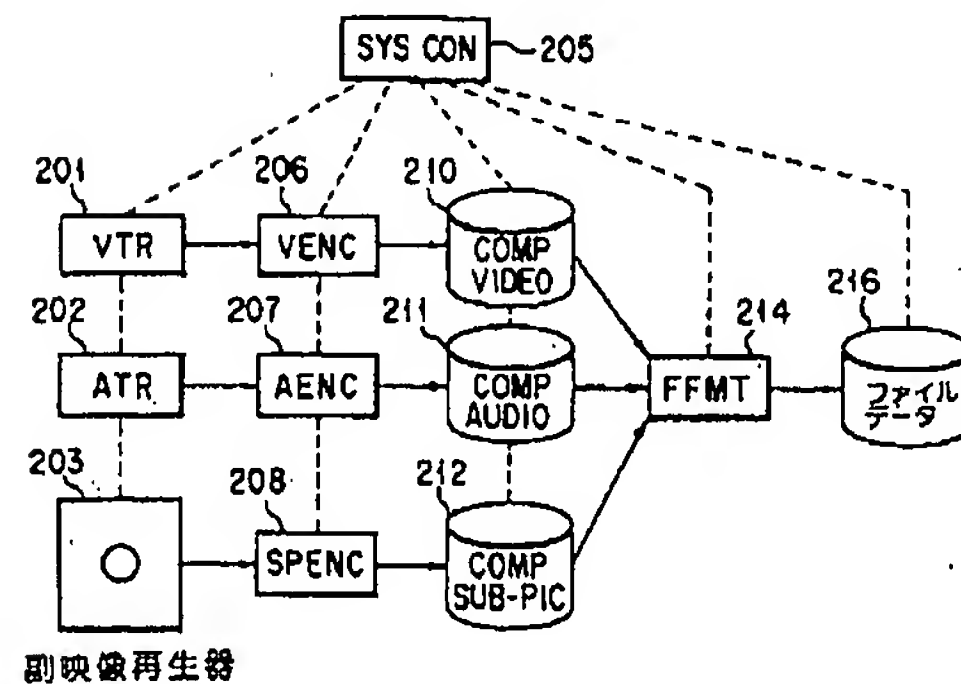 SYS CON
205
201
206
210
VTR
VENC
COMP
VIDEO
202
207
211
214
216
ATR
AENC
COMP
AUDIO
FFMT
ファイル
データ
203
208
212
SPENC
COMP
SUB-PIC
副映像再生器